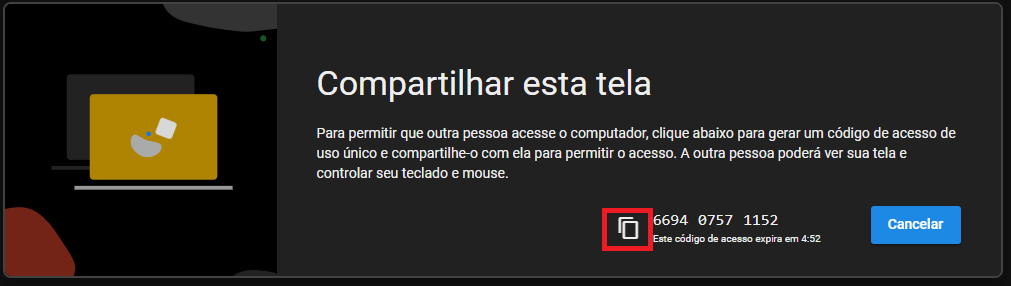 Compartilhar esta tela
Para permitir que outra pessoa acesse o computador, clique abaixo para gerar um código de acesso de
uso único e compartilhe-o com ela para permitir o acesso. A outra pessoa poderá ver sua tela e
controlar seu teclado e mouse.
6694 0757 1152
Este código de acesso expira em 4:52
Cancelar